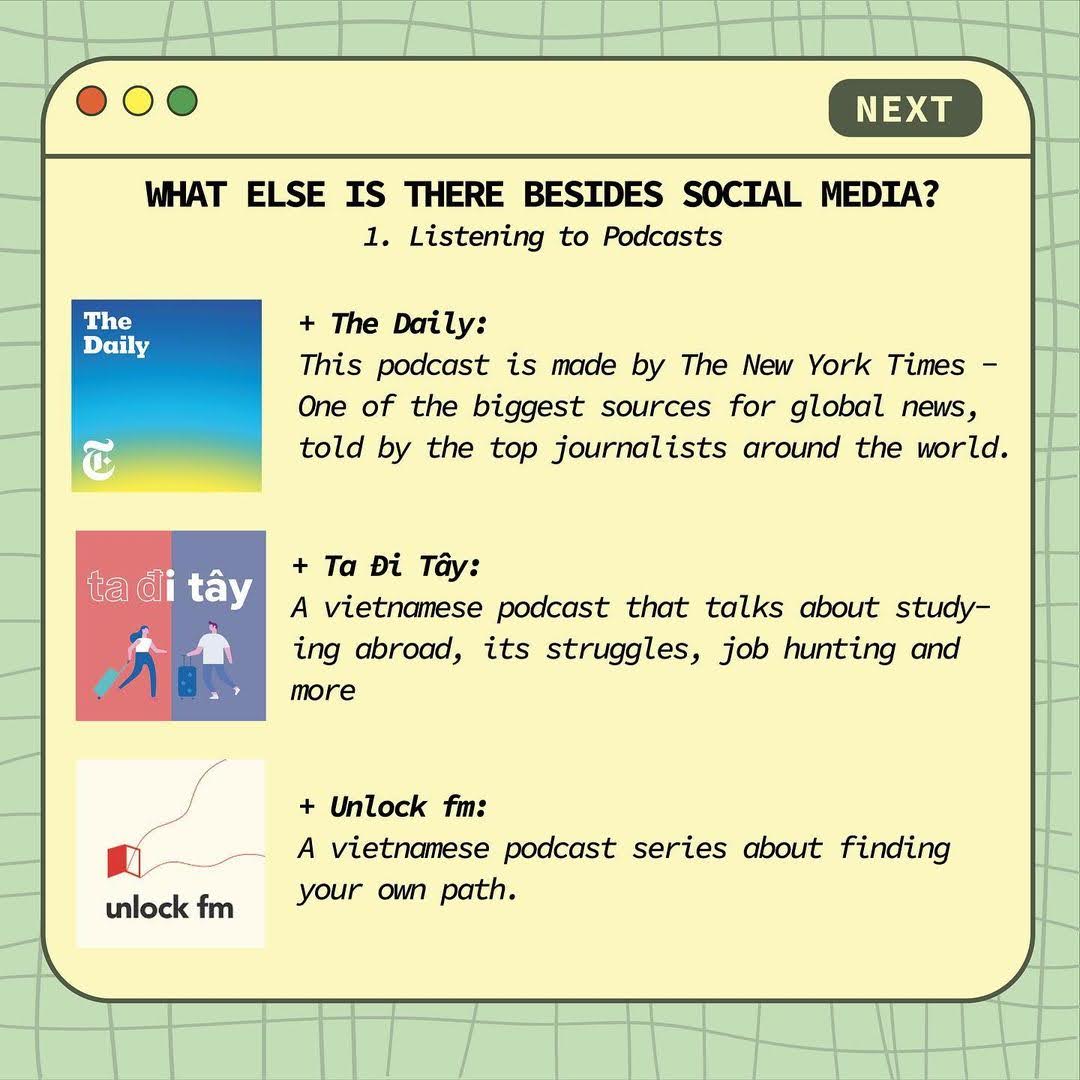 NEXT
WHAT ELSE IS THERE BESIDES SOCIAL MEDIA?
1. Listening to Podcasts
The
Daily
+ The Daily:
This podcast is made by The New York Times -
One of the biggest sources for global news,
told by the top journalists around the world.
T
ta đi tây
+ Ta Đi Tây:
A vietnamese podcast that talks about study-
ing abroad, its struggles, job hunting and
more
+ Unlock fm:
A vietnamese podcast series about finding
your own path.
unlock fm